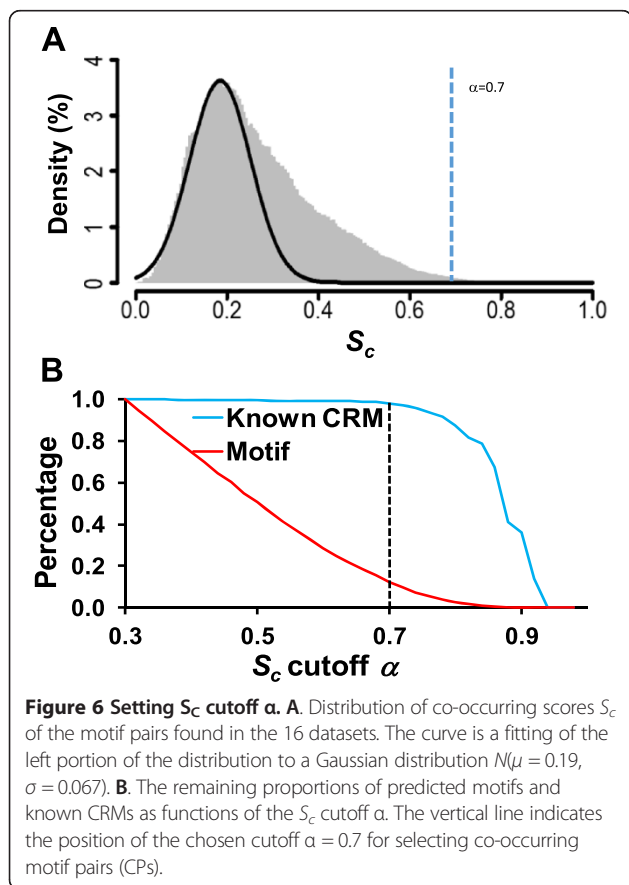 A
4
3
2
1
0
Density (%)
α=0.7
0.0 0.2 0.4 0.6 0.8 1.0
Sc
B
1.0
0.8
0.6
0.4
0.2
0.0
Percentage
Known CRM
Motif
0.3 0.5 0.7 0.9
Sc cutoff α
Figure 6 Setting SC cutoff α. A. Distribution of co-occurring scores Sc
of the motif pairs found in the 16 datasets. The curve is a fitting of the
left portion of the distribution to a Gaussian distribution N(μ = 0.19,
σ = 0.067). B. The remaining proportions of predicted motifs and
known CRMs as functions of the Sc cutoff α. The vertical line indicates
the position of the chosen cutoff α = 0.7 for selecting co-occurring
motif pairs (CPs).